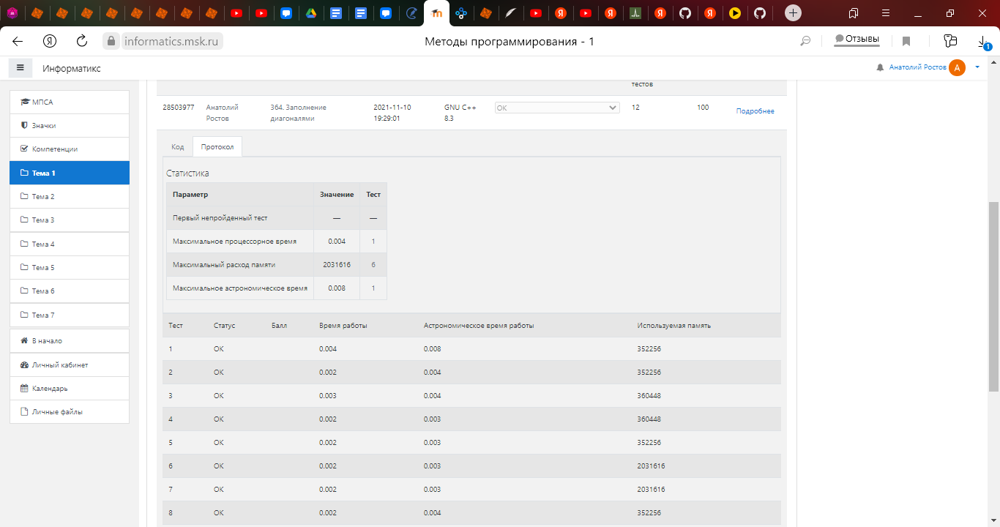 informatics.msk.ru
Методы программирования - 1
Отзывы
1
Информатикс
Анатолий Ростов
А
МПСА
Значки
Компетенции
Тема 1
Тема 2
Тема 3
Тема 4
Тема 5
Тема 6
Тема 7
В начало
Личный кабинет
Календарь
Личные файлы
тестов
28503977 Анатолий 364. Заполнение 2021-11-10 GNU C++ OK 12 100 Подробнее
Ростов диагоналями 19:29:01 8.3
Код Протокол
Статистика
Параметр Значение Тест
Первый непройденный тест — —
Максимальное процессорное время 0.004 1
Максимальный расход памяти 2031616 6
Максимальное астрономическое время 0.008 1
Тест Статус Балл Время работы Астрономическое время работы Используемая память
1 OK 0.004 0.008 352256
2 OK 0.002 0.004 352256
3 OK 0.003 0.004 360448
4 OK 0.002 0.003 360448
5 OK 0.002 0.003 352256
6 OK 0.002 0.003 2031616
7 OK 0.002 0.003 2031616
8 OK 0.002 0.004 352256